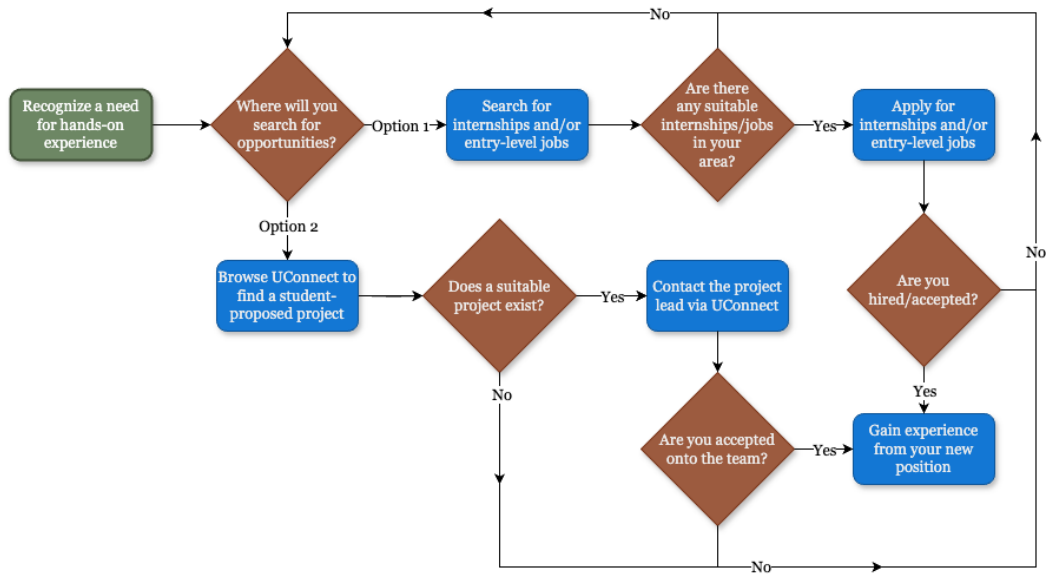 No
Recognize a need
for hands-on
experience
Where will you
search for
opportunities?
Option 1
Search for
internships and/or
entry-level jobs
Are there
any suitable
internships/jobs
in your
area?
Yes
Apply for
internships and/or
entry-level jobs
Option 2
No
Browse UConnect to
find a student-
proposed project
Does a suitable
project exist?
Yes
Contact the project
lead via UConnect
Are you
hired/accepted?
No
Yes
Are you accepted
onto the team?
Yes
Gain experience
from your new
position
No